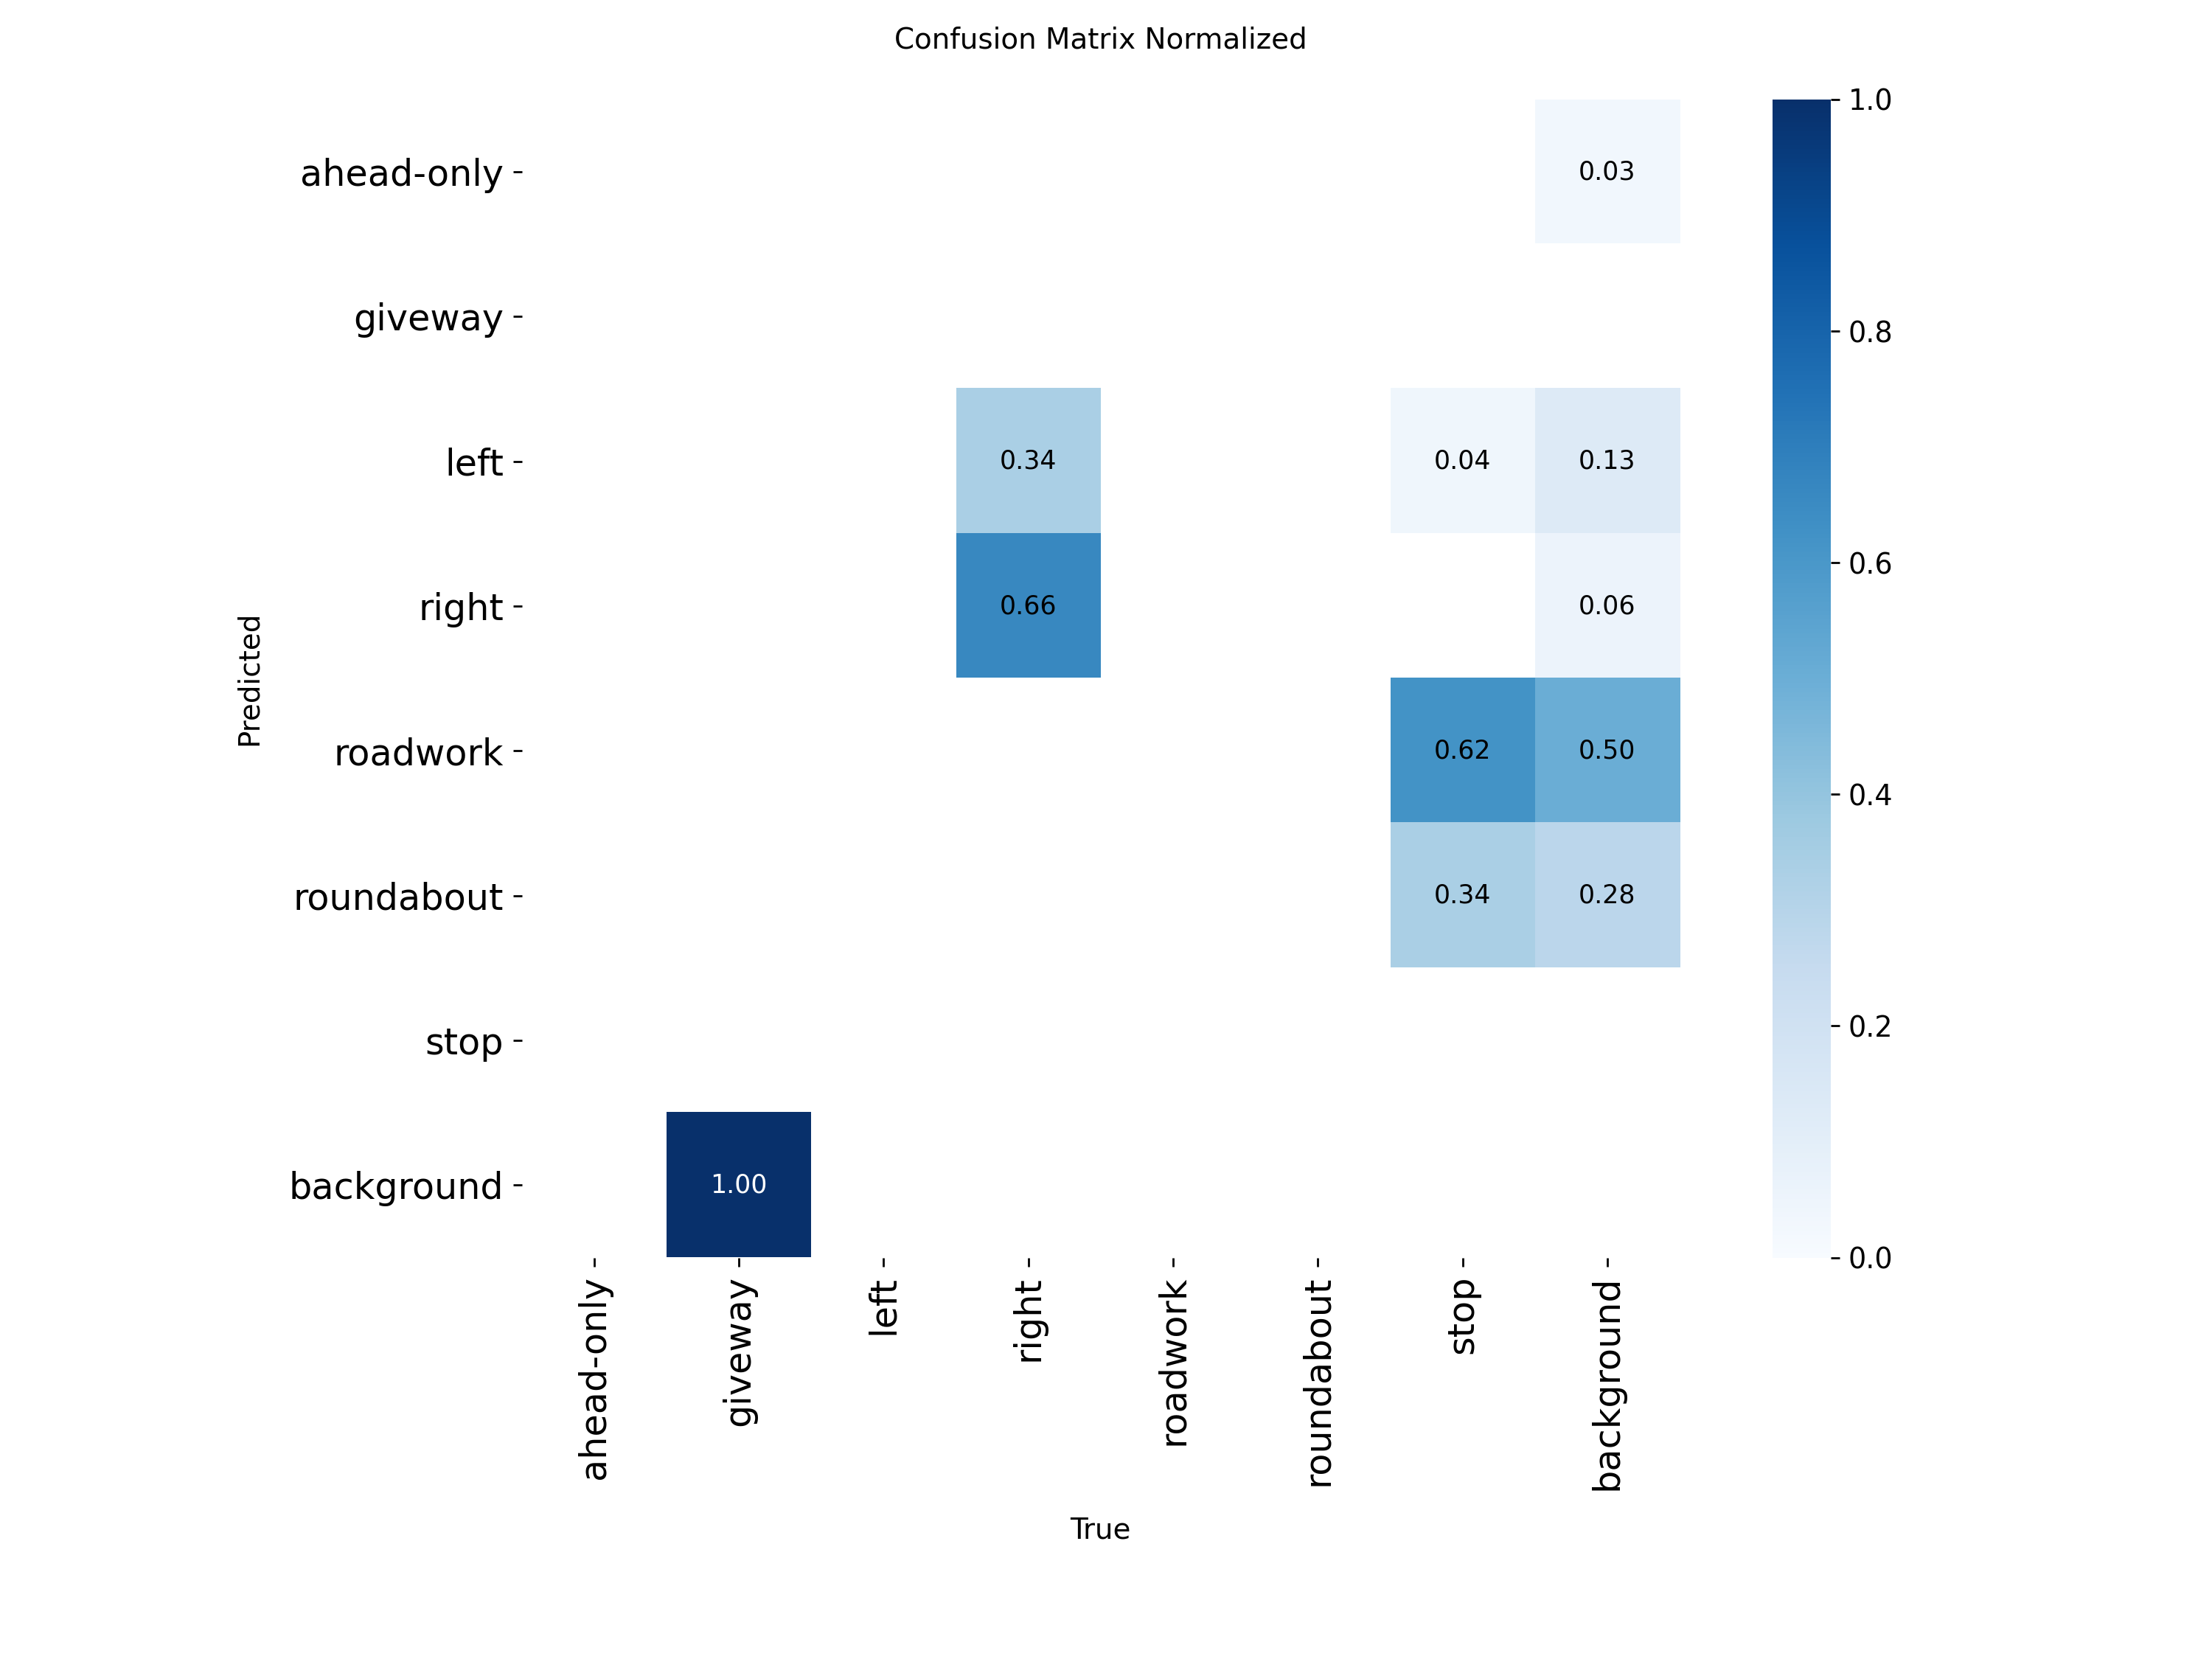 Confusion Matrix Normalized
1.0
ahead-only
0.03
giveway
0.8
left
0.34
0.04
0.13
0.6
right
0.66
0.06
Predicted
roadwork
0.62
0.50
0.4
roundabout
0.34
0.28
stop
0.2
background
1.00
0.0
ahead-only
giveway
left
right
roadwork
roundabout
stop
background
True